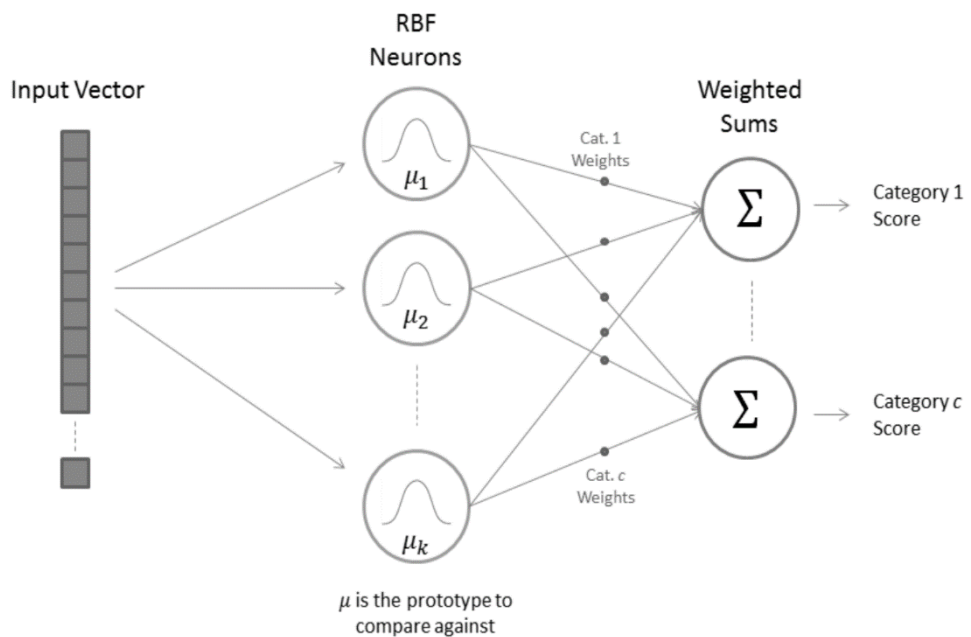 RBF
Neurons
Input Vector
Weighted
Sums
Cat. 1
Weights
μ1
μ2
μk
Σ
Σ
Category 1
Score
Category c
Score
Cat. c
Weights
μ is the prototype to
compare against